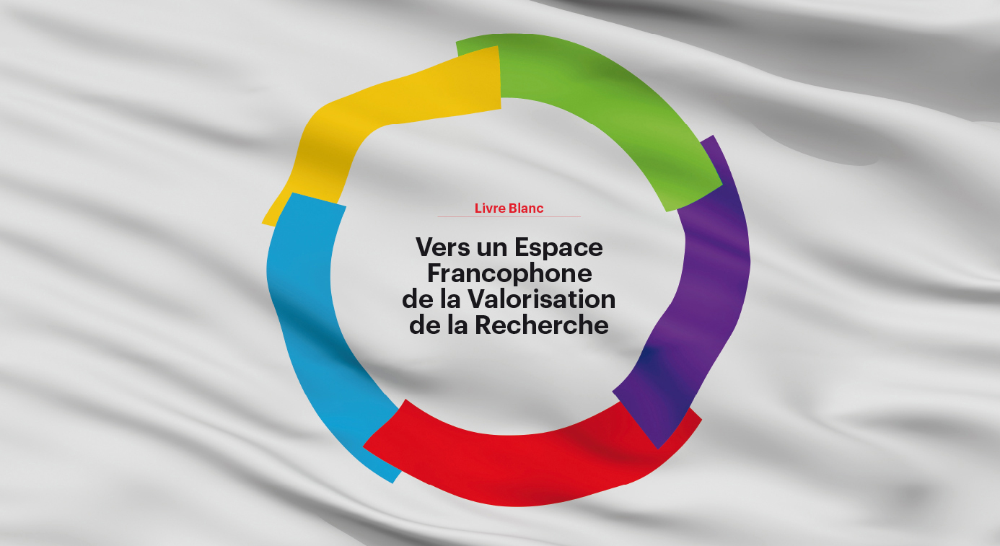 Livre Blanc
Vers un Espace
Francophone
de la Valorisation
de la Recherche